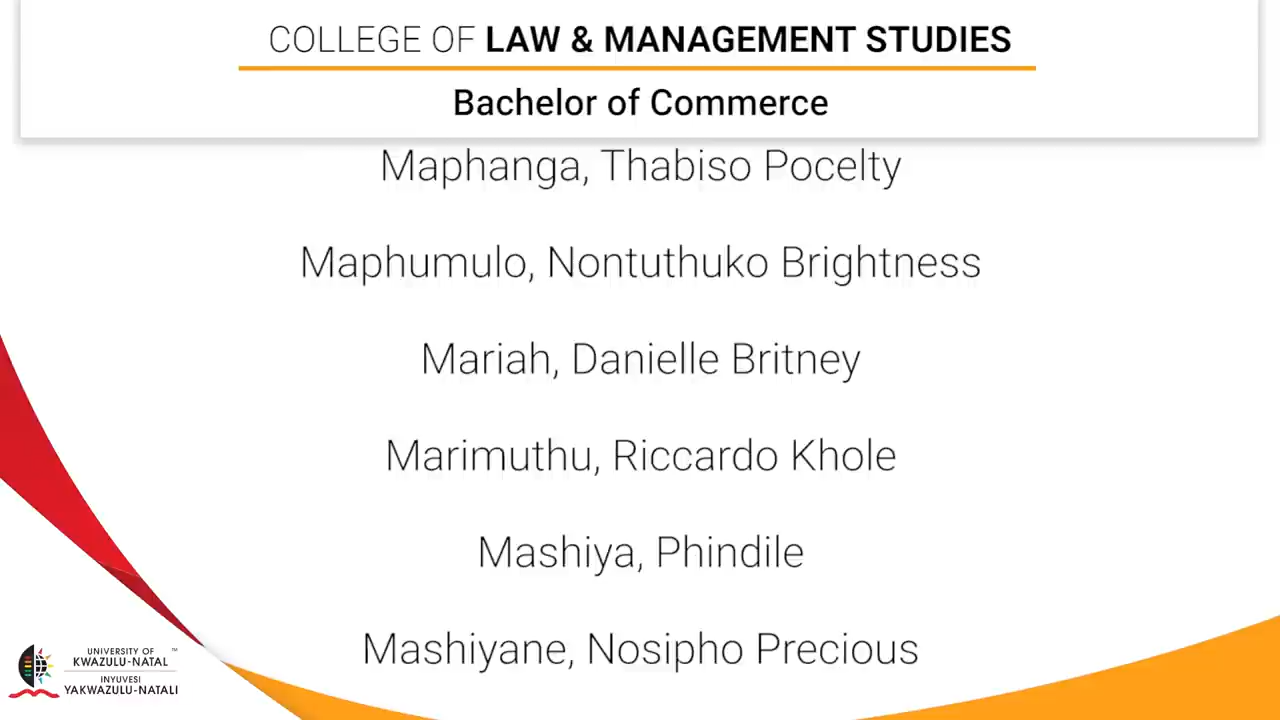 COLLEGE OF LAW & MANAGEMENT STUDIES
Bachelor of Commerce
Maphanga, Thabiso Pocelty
Maphumulo, Nontuthuko Brightness
Mariah, Danielle Britney
Marimuthu, Riccardo Khole
Mashiya, Phindile
Mashiyane, Nosipho Precious
UNIVERSITY OF ™
KWAZULU-NATAL
INYUVESI
YAKWAZULU-NATALI